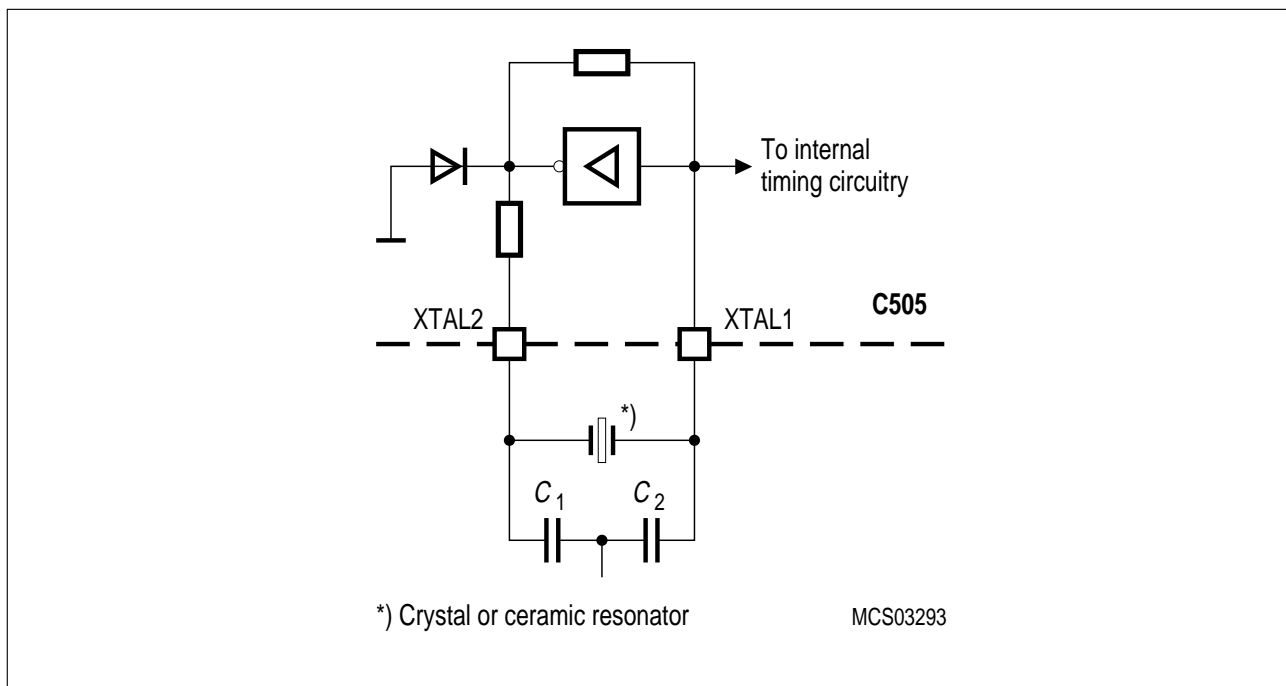 To internal
timing circuitry
C505
XTAL2
XTAL1
*)
C1
C2
*) Crystal or ceramic resonator
MCS03293